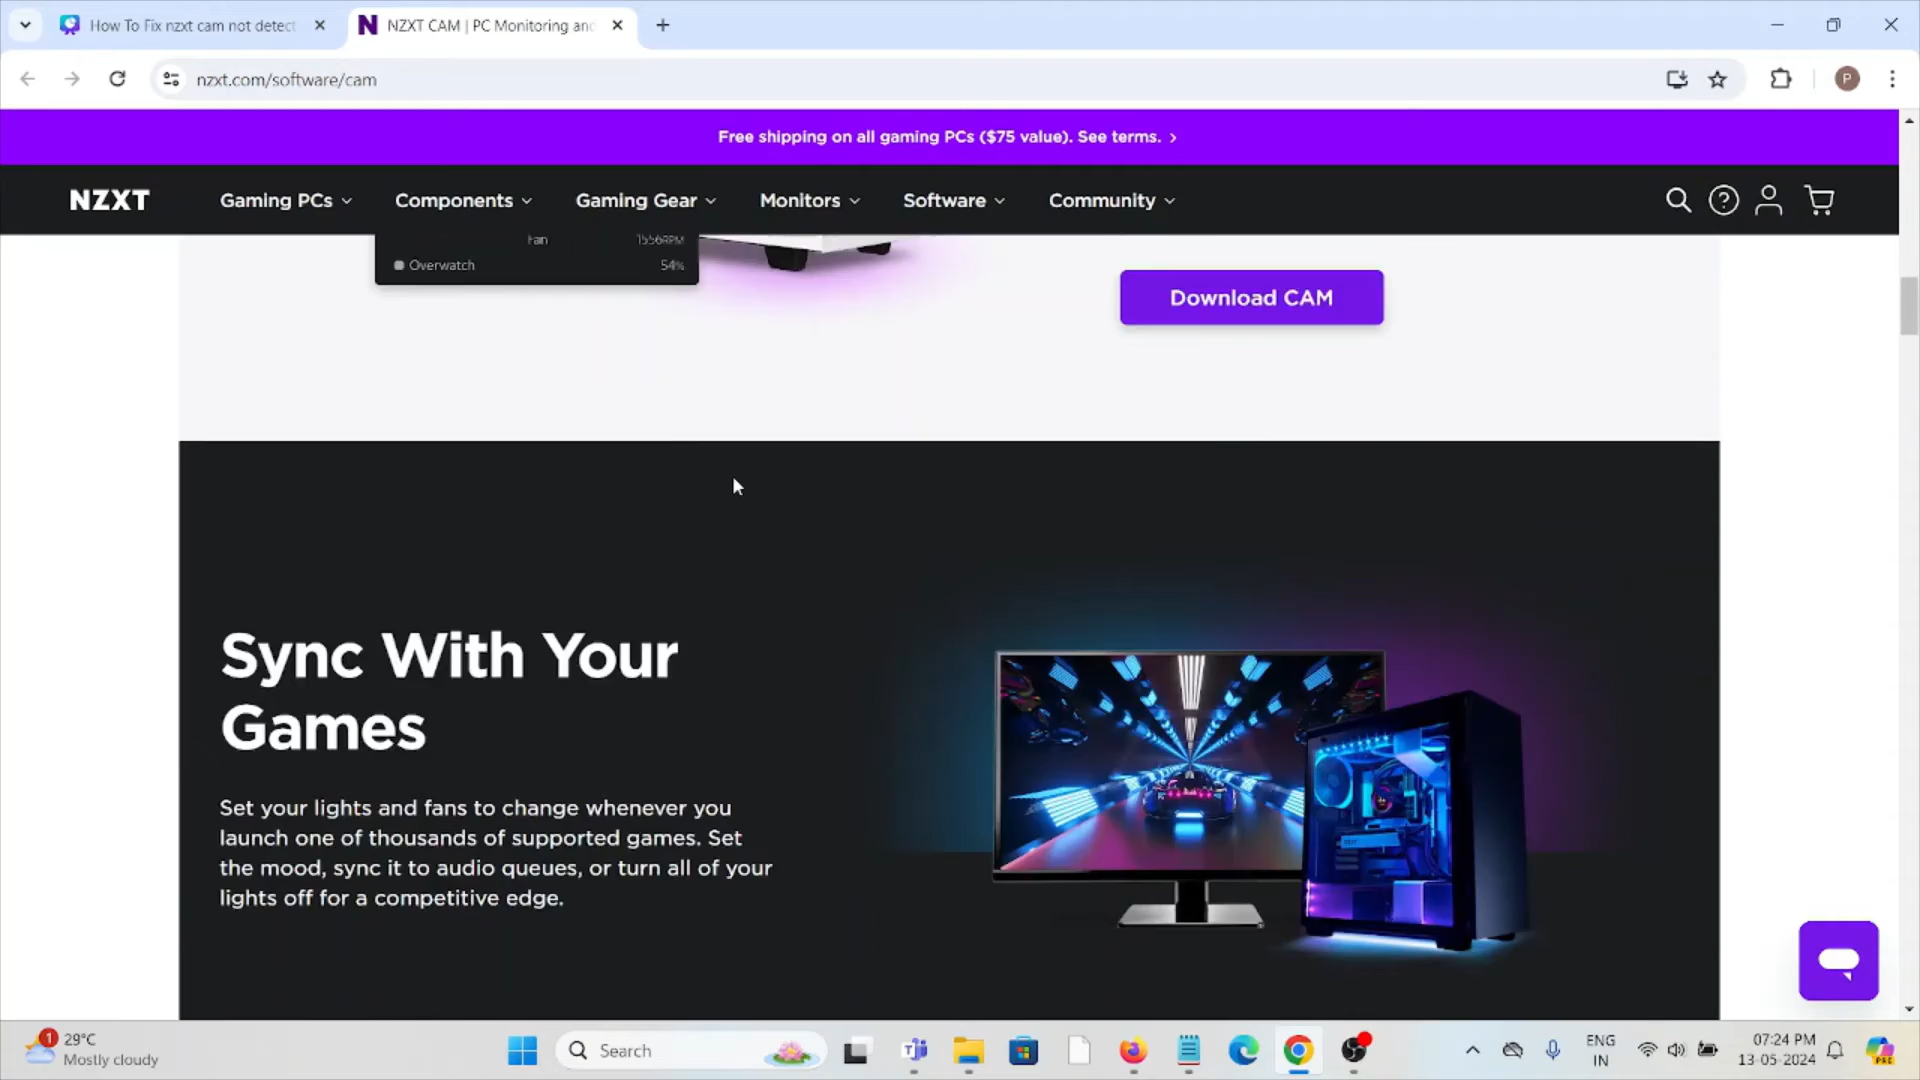 How To Fix nzxt cam not detect
NZXT CAM | PC Monitoring and
nzxt.com/software/cam
P
Free shipping on all gaming PCs ($75 value). See terms. >
NZXT
Gaming PCs
Components
Gaming Gear
Monitors
Software
Community
Fan 1556RPM
Overwatch 54%
Download CAM
Sync With Your
Games
Set your lights and fans to change whenever you
launch one of thousands of supported games. Set
the mood, sync it to audio queues, or turn all of your
lights off for a competitive edge.
1
29°C
Mostly cloudy
Search
ENG
IN
07:24 PM
13-05-2024
PRE